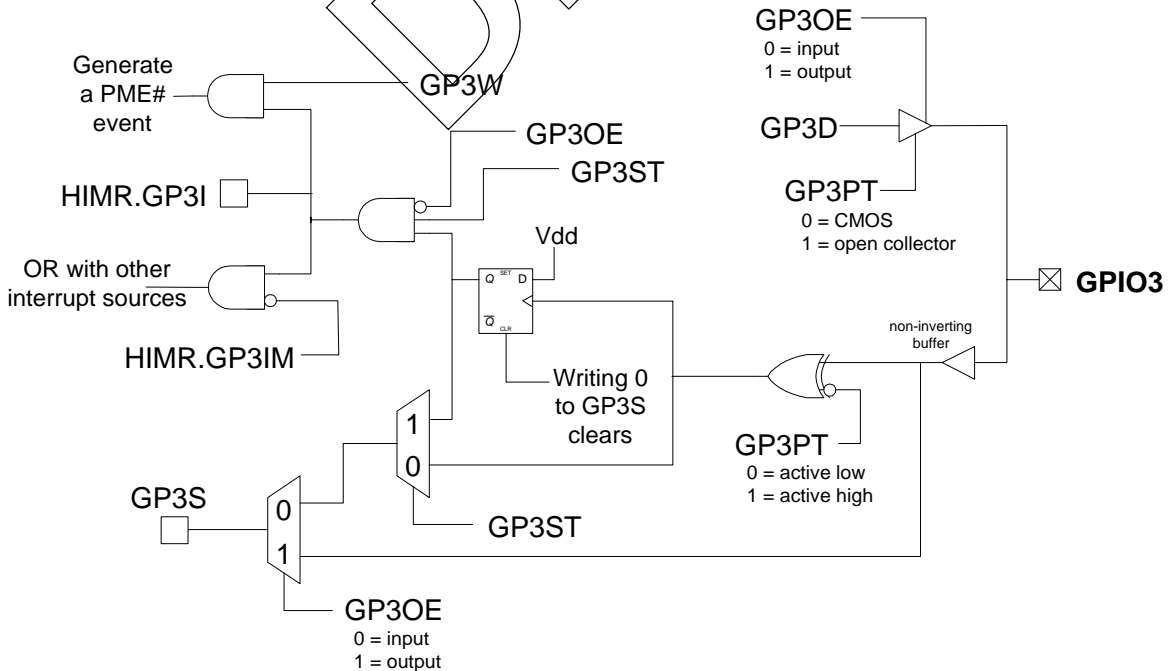 GP3OE
0 = input
1 = output
Generate
a PME#
event
GP3W
GP3D
GP3OE
GP3ST
GP3PT
0 = CMOS
1 = open collector
HIMR.GP3I
Vdd
OR with other
interrupt sources
Q SET D
Q CLR
GPIO3
HIMR.GP3IM
non-inverting
buffer
Writing 0
to GP3S
clears
1
0
GP3PT
0 = active low
1 = active high
GP3S
0
1
GP3ST
GP3OE
0 = input
1 = output